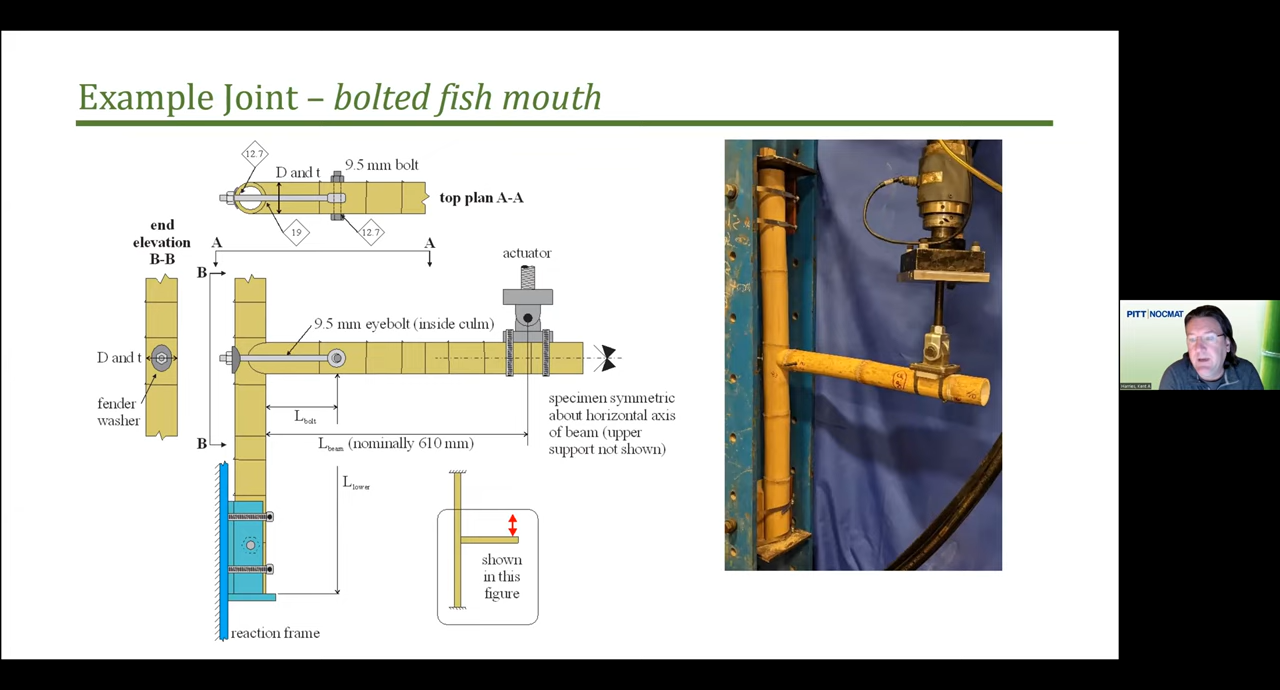 Example Joint – bolted fish mouth
12.7
D and t
9.5 mm bolt
top plan A-A
19
12.7
end
elevation
B-B
A
A
B
actuator
9.5 mm eyebolt (inside culm)
D and t
fender
washer
L bolt
specimen symmetric
about horizontal axis
of beam (upper
support not shown)
B
L beam (nominally 610 mm)
L lower
shown
in this
figure
reaction frame
PITT | NOCMAT